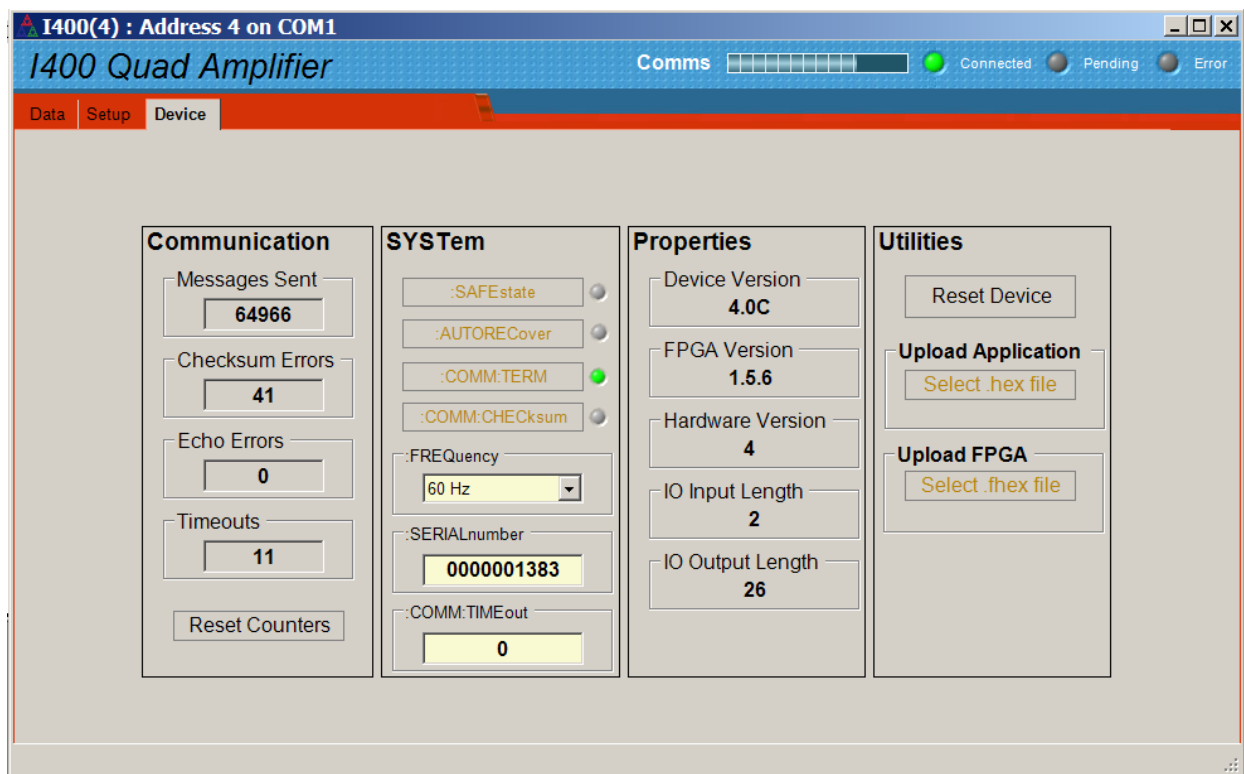 I400(4) : Address 4 on COM1
I400 Quad Amplifier
Comms
Connected
Pending
Error
Data
Setup
Device
Communication
Messages Sent
64966
Checksum Errors
41
Echo Errors
0
Timeouts
11
Reset Counters
SYSTem
:SAFEstate
:AUTORECover
:COMM:TERM
:COMM:CHECksum
:FREQuency
60 Hz
:SERIALnumber
0000001383
:COMM:TIMEout
0
Properties
Device Version
4.0C
FPGA Version
1.5.6
Hardware Version
4
IO Input Length
2
IO Output Length
26
Utilities
Reset Device
Upload Application
Select .hex file
Upload FPGA
Select .fhex file